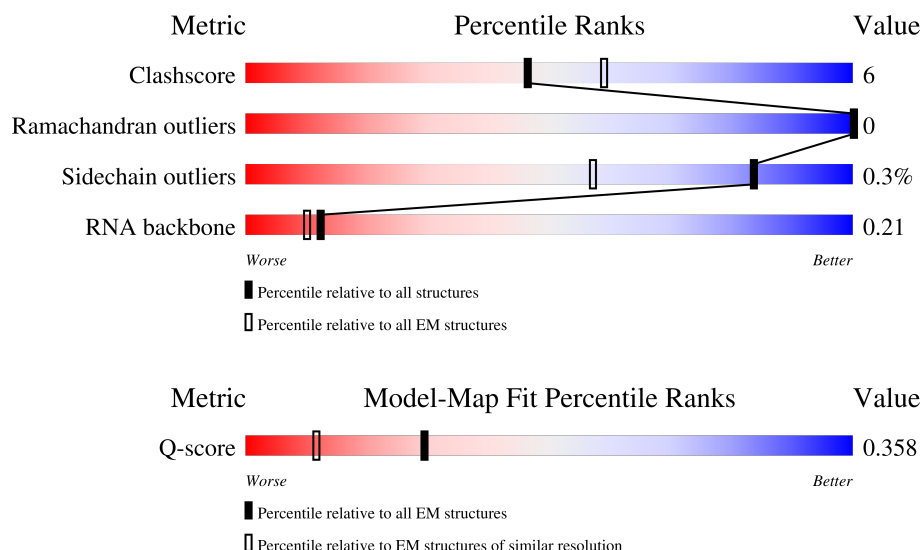 Metric Percentile Ranks Value
Clashscore 6
Ramachandran outliers 0
Sidechain outliers 0.3%
RNA backbone 0.21
Worse Better
Percentile relative to all structures
Percentile relative to all EM structures
Metric Model-Map Fit Percentile Ranks Value
Q-score 0.358
Worse Better
Percentile relative to all EM structures
Percentile relative to EM structures of similar resolution